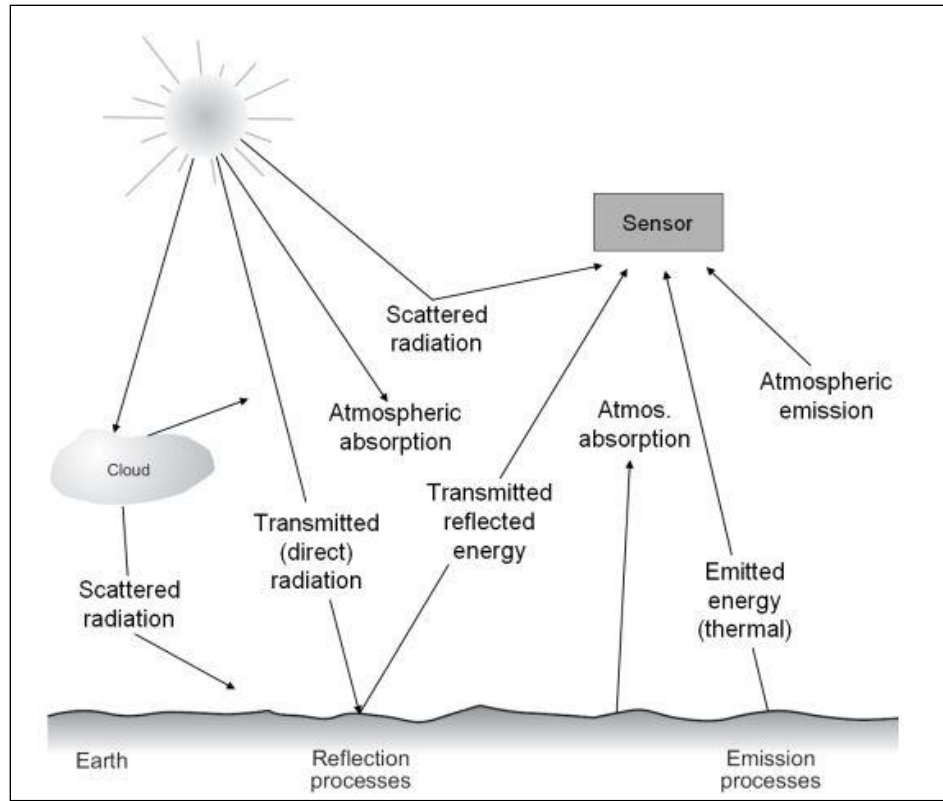 Sensor
Scattered
radiation
Atmospheric
emission
Atmospheric
absorption
Atmos.
absorption
Cloud
Transmitted
(direct)
radiation
Transmitted
reflected
energy
Emitted
energy
(thermal)
Scattered
radiation
Earth
Reflection
processes
Emission
processes